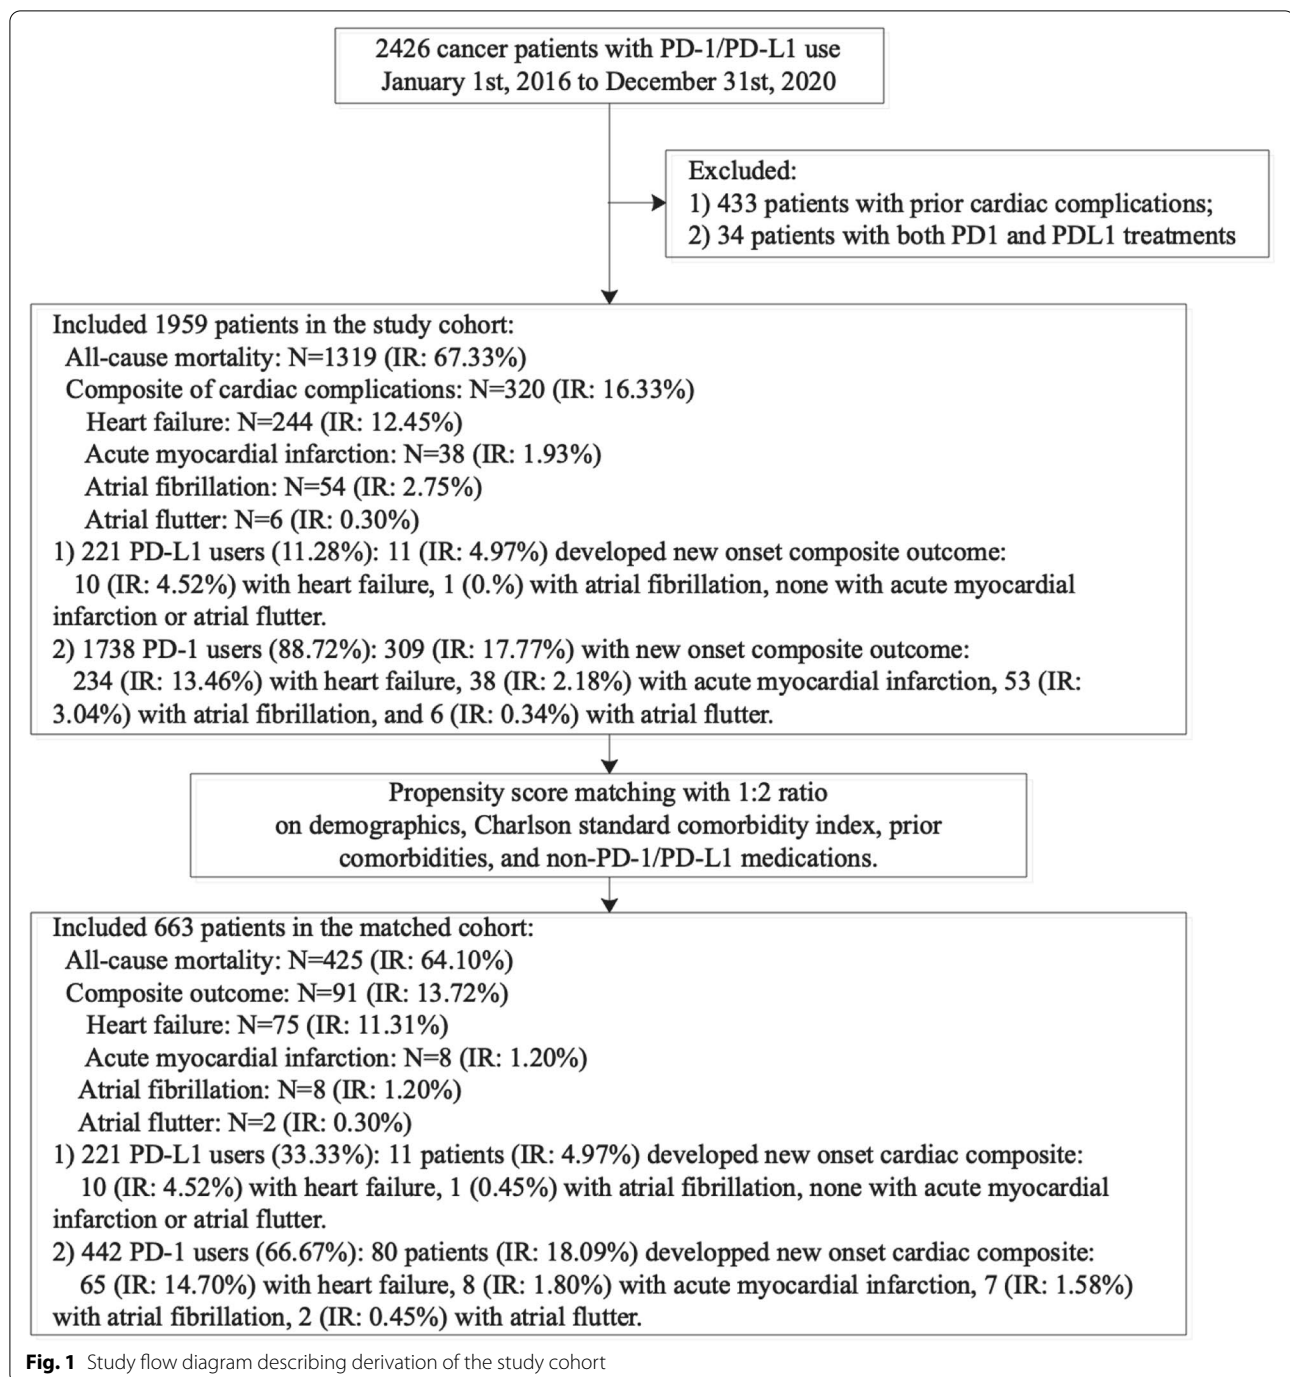 2426 cancer patients with PD-1/PD-L1 use
January 1st, 2016 to December 31st, 2020
Excluded:
1) 433 patients with prior cardiac complications;
2) 34 patients with both PD1 and PDL1 treatments
Included 1959 patients in the study cohort:
All-cause mortality: N=1319 (IR: 67.33%)
Composite of cardiac complications: N=320 (IR: 16.33%)
Heart failure: N=244 (IR: 12.45%)
Acute myocardial infarction: N=38 (IR: 1.93%)
Atrial fibrillation: N=54 (IR: 2.75%)
Atrial flutter: N=6 (IR: 0.30%)
1) 221 PD-L1 users (11.28%): 11 (IR: 4.97%) developed new onset composite outcome:
10 (IR: 4.52%) with heart failure, 1 (0.%) with atrial fibrillation, none with acute myocardial
infarction or atrial flutter.
2) 1738 PD-1 users (88.72%): 309 (IR: 17.77%) with new onset composite outcome:
234 (IR: 13.46%) with heart failure, 38 (IR: 2.18%) with acute myocardial infarction, 53 (IR:
3.04%) with atrial fibrillation, and 6 (IR: 0.34%) with atrial flutter.
Propensity score matching with 1:2 ratio
on demographics, Charlson standard comorbidity index, prior
comorbidities, and non-PD-1/PD-L1 medications.
Included 663 patients in the matched cohort:
All-cause mortality: N=425 (IR: 64.10%)
Composite outcome: N=91 (IR: 13.72%)
Heart failure: N=75 (IR: 11.31%)
Acute myocardial infarction: N=8 (IR: 1.20%)
Atrial fibrillation: N=8 (IR: 1.20%)
Atrial flutter: N=2 (IR: 0.30%)
1) 221 PD-L1 users (33.33%): 11 patients (IR: 4.97%) developed new onset cardiac composite:
10 (IR: 4.52%) with heart failure, 1 (0.45%) with atrial fibrillation, none with acute myocardial
infarction or atrial flutter.
2) 442 PD-1 users (66.67%): 80 patients (IR: 18.09%) developped new onset cardiac composite:
65 (IR: 14.70%) with heart failure, 8 (IR: 1.80%) with acute myocardial infarction, 7 (IR: 1.58%)
with atrial fibrillation, 2 (IR: 0.45%) with atrial flutter.
Fig. 1 Study flow diagram describing derivation of the study cohort